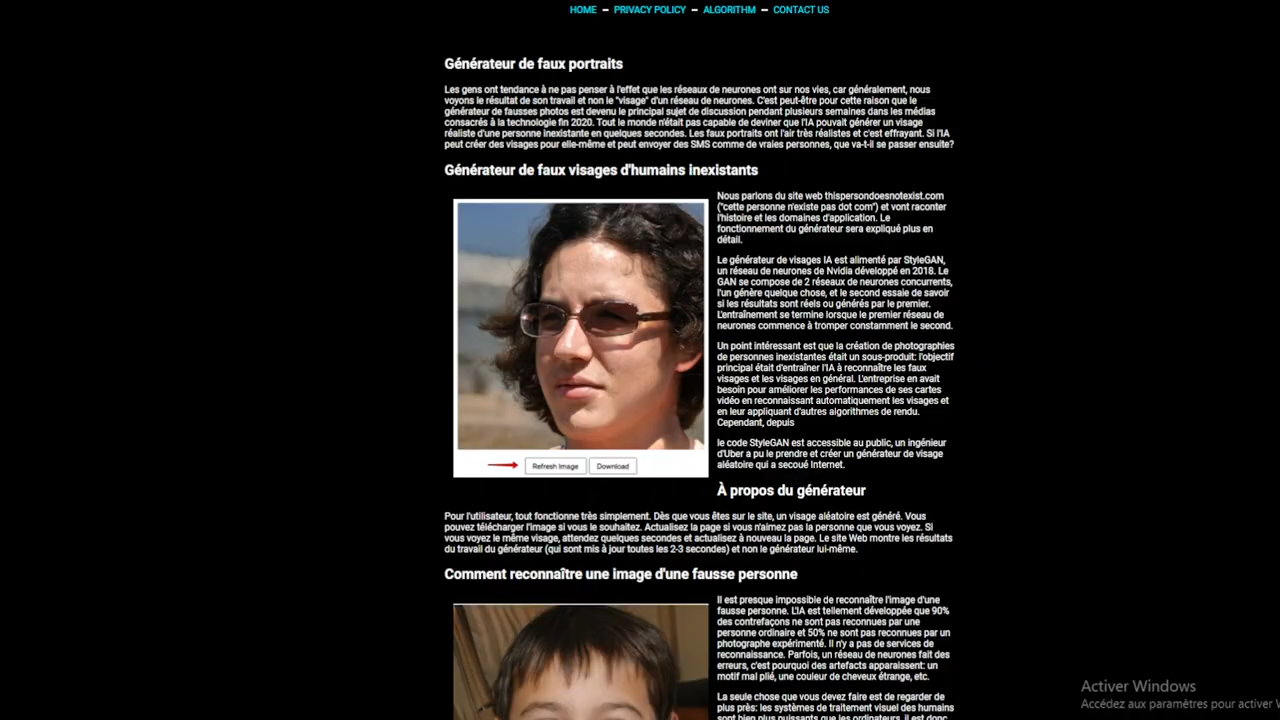 HOME – PRIVACY POLICY – ALGORITHM – CONTACT US
Générateur de faux portraits
Les gens ont tendance à ne pas penser à l'effet que les réseaux de neurones ont sur nos vies, car généralement, nous
voyons le résultat de son travail et non le "visage" d'un réseau de neurones. C'est peut-être pour cette raison que le
générateur de fausses photos est devenu le principal sujet de discussion pendant plusieurs semaines dans les médias
consacrés à la technologie fin 2020. Tout le monde n'était pas capable de deviner que l'IA pouvait générer un visage
réaliste d'une personne inexistante en quelques secondes. Les faux portraits ont l'air très réalistes et c'est effrayant. Si l'IA
peut créer des visages pour elle-même et peut envoyer des SMS comme de vraies personnes, que va-t-il se passer ensuite?
Générateur de faux visages d'humains inexistants
Nous parlons du site web thispersondoesnotexist.com
("cette personne n'existe pas dot com") et vont raconter
l'histoire et les domaines d'application. Le
fonctionnement du générateur sera expliqué plus en
détail.
Le générateur de visages IA est alimenté par StyleGAN,
un réseau de neurones de Nvidia développé en 2018. Le
GAN se compose de 2 réseaux de neurones concurrents,
l'un génère quelque chose, et le second essaie de savoir
si les résultats sont réels ou générés par le premier.
L'entraînement se termine lorsque le premier réseau de
neurones commence à tromper constamment le second.
Un point intéressant est que la création de photographies
de personnes inexistantes était un sous-produit: l'objectif
principal était d'entraîner l'IA à reconnaître les faux
visages et les visages en général. L'entreprise en avait
besoin pour améliorer les performances de ses cartes
vidéo en reconnaissant automatiquement les visages et
en leur appliquant d'autres algorithmes de rendu.
Cependant, depuis
le code StyleGAN est accessible au public, un ingénieur
d'Uber a pu le prendre et créer un générateur de visage
aléatoire qui a secoué Internet.
Refresh Image Download
À propos du générateur
Pour l'utilisateur, tout fonctionne très simplement. Dès que vous êtes sur le site, un visage aléatoire est généré. Vous
pouvez télécharger l'image si vous le souhaitez. Actualisez la page si vous n'aimez pas la personne que vous voyez. Si
vous voyez le même visage, attendez quelques secondes et actualisez à nouveau la page. Le site Web montre les résultats
du travail du générateur (qui sont mis à jour toutes les 2-3 secondes) et non le générateur lui-même.
Comment reconnaître une image d'une fausse personne
Il est presque impossible de reconnaître l'image d'une
fausse personne. L'IA est tellement développée que 90%
des contrefaçons ne sont pas reconnues par une
personne ordinaire et 50% ne sont pas reconnues par un
photographe expérimenté. Il n'y a pas de services de
reconnaissance. Parfois, un réseau de neurones fait des
erreurs, c'est pourquoi des artefacts apparaissent: un
motif mal plié, une couleur de cheveux étrange, etc.
La seule chose que vous devez faire est de regarder de
plus près: les systèmes de traitement visuel des humains
sont bien plus puissants que les ordinateurs, il est donc
Activer Windows
Accédez aux paramètres pour activer